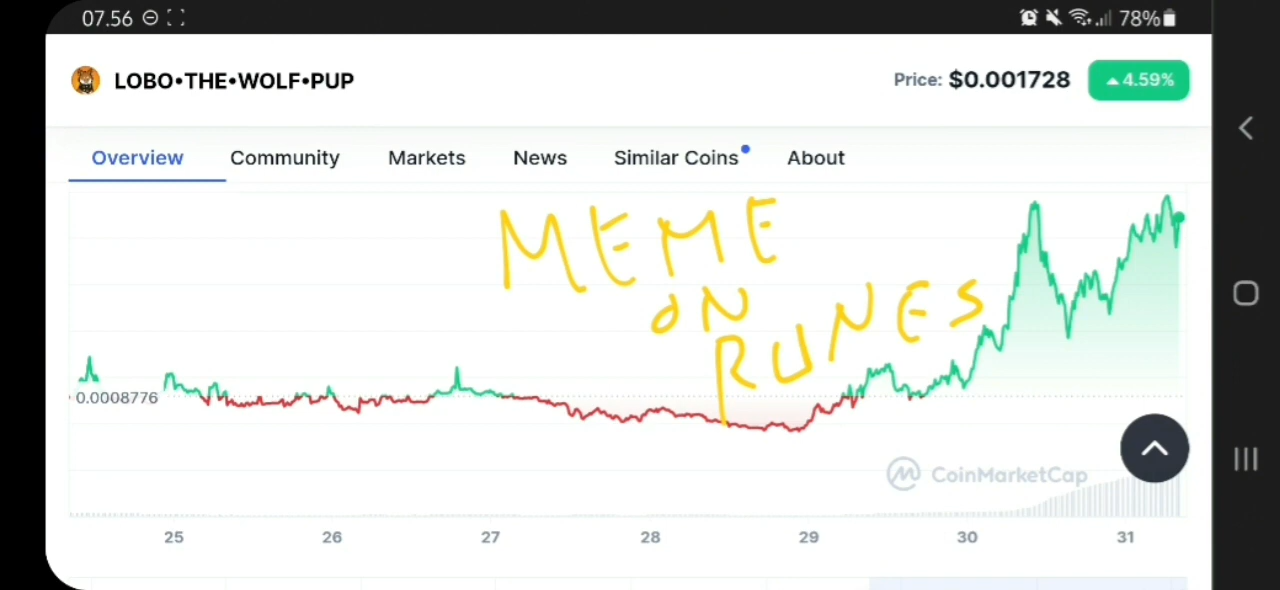 07.56 78%
LOBO•THE•WOLF•PUP Price: $0.001728 4.59%
Overview Community Markets News Similar Coins About
MEME
ON
RUNES
0.0008776
CoinMarketCap
25 26 27 28 29 30 31